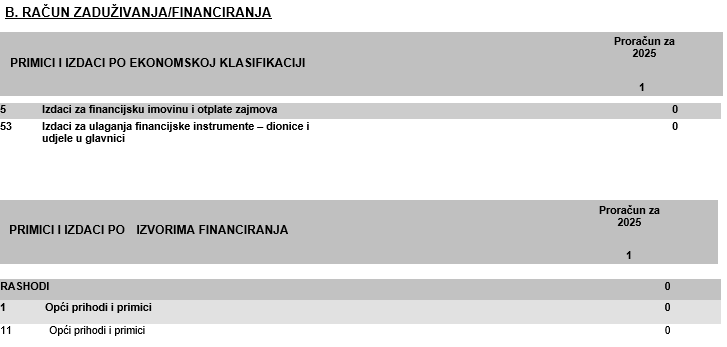 B. RAČUN ZADUŽIVANJA/FINANCIRANJA
PRIMICI I IZDACI PO EKONOMSKOJ KLASIFIKACIJI
Proračun za
2025
1
5 Izdaci za financijsku imovinu i otplate zajmova 0
53 Izdaci za ulaganja financijske instrumente – dionice i 0
udjele u glavnici
PRIMICI I IZDACI PO IZVORIMA FINANCIRANJA
Proračun za
2025
1
RASHODI 0
1 Opći prihodi i primici 0
11 Opći prihodi i primici 0